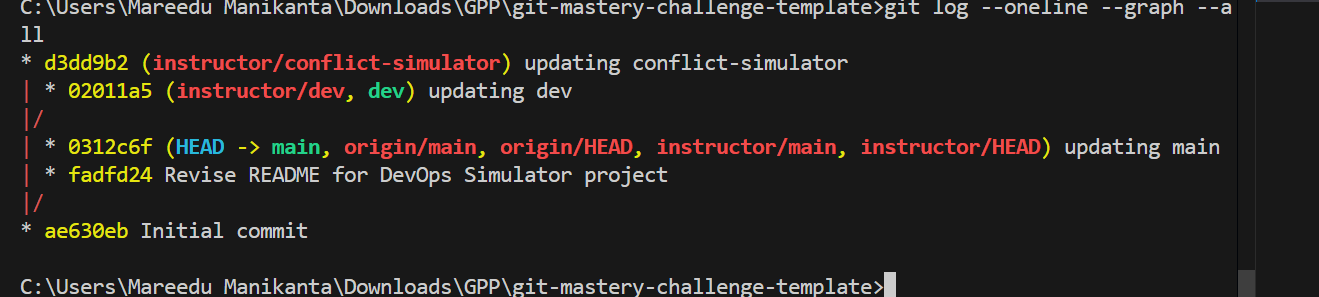 C:\Users\Mareedu Manikanta\Downloads\GPP\git-mastery-challenge-template>git log --oneline --graph --a
ll
* d3dd9b2 (instructor/conflict-simulator) updating conflict-simulator
| * 02011a5 (instructor/dev, dev) updating dev
|/
| * 0312c6f (HEAD -> main, origin/main, origin/HEAD, instructor/main, instructor/HEAD) updating main
| * fadfd24 Revise README for DevOps Simulator project
|/
* ae630eb Initial commit
C:\Users\Mareedu Manikanta\Downloads\GPP\git-mastery-challenge-template>